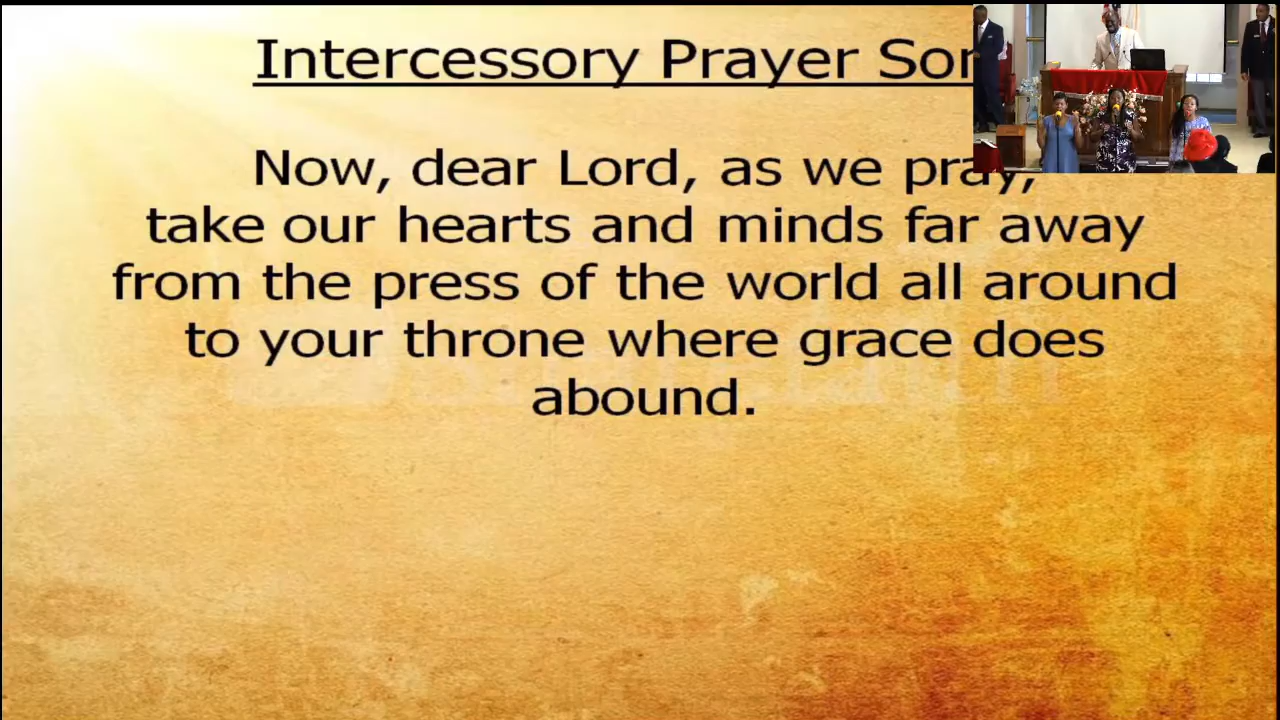 Intercessory Prayer Son
Now, dear Lord, as we pray,
take our hearts and minds far away
from the press of the world all around
to your throne where grace does
abound.